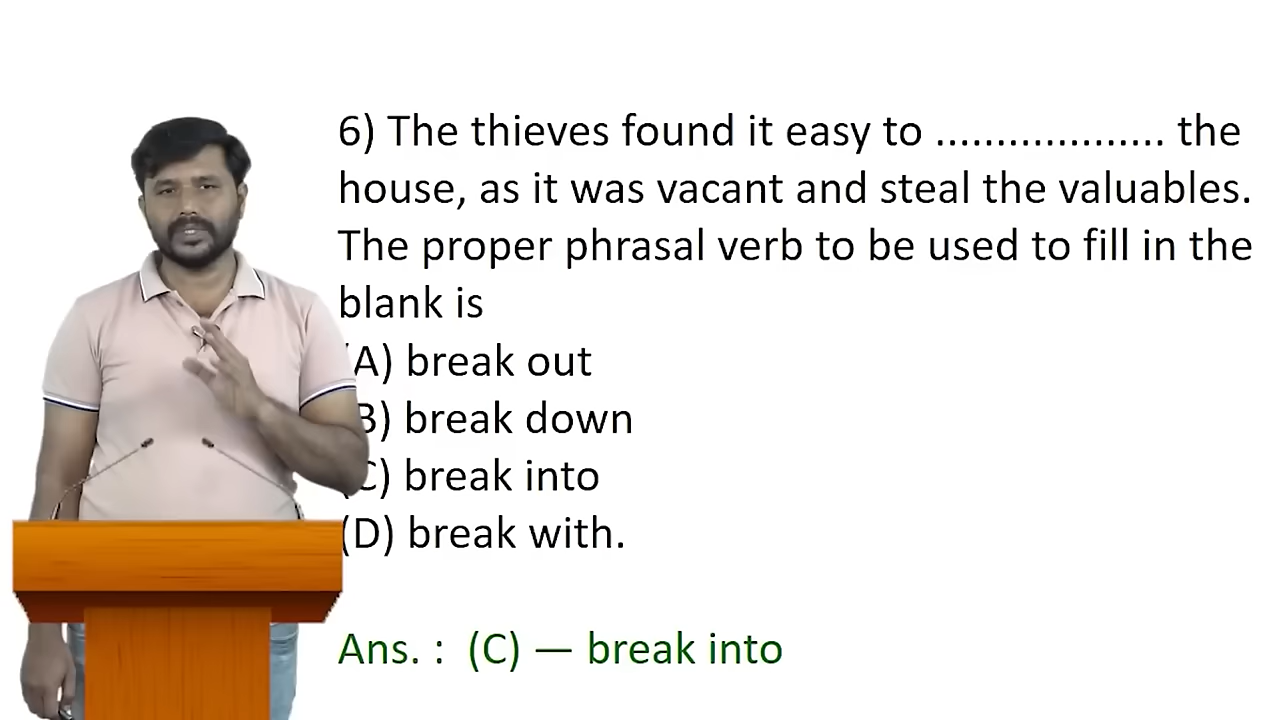 6) The thieves found it easy to ................... the
house, as it was vacant and steal the valuables.
The proper phrasal verb to be used to fill in the
blank is
(A) break out
(B) break down
(C) break into
(D) break with.
Ans. : (C) — break into